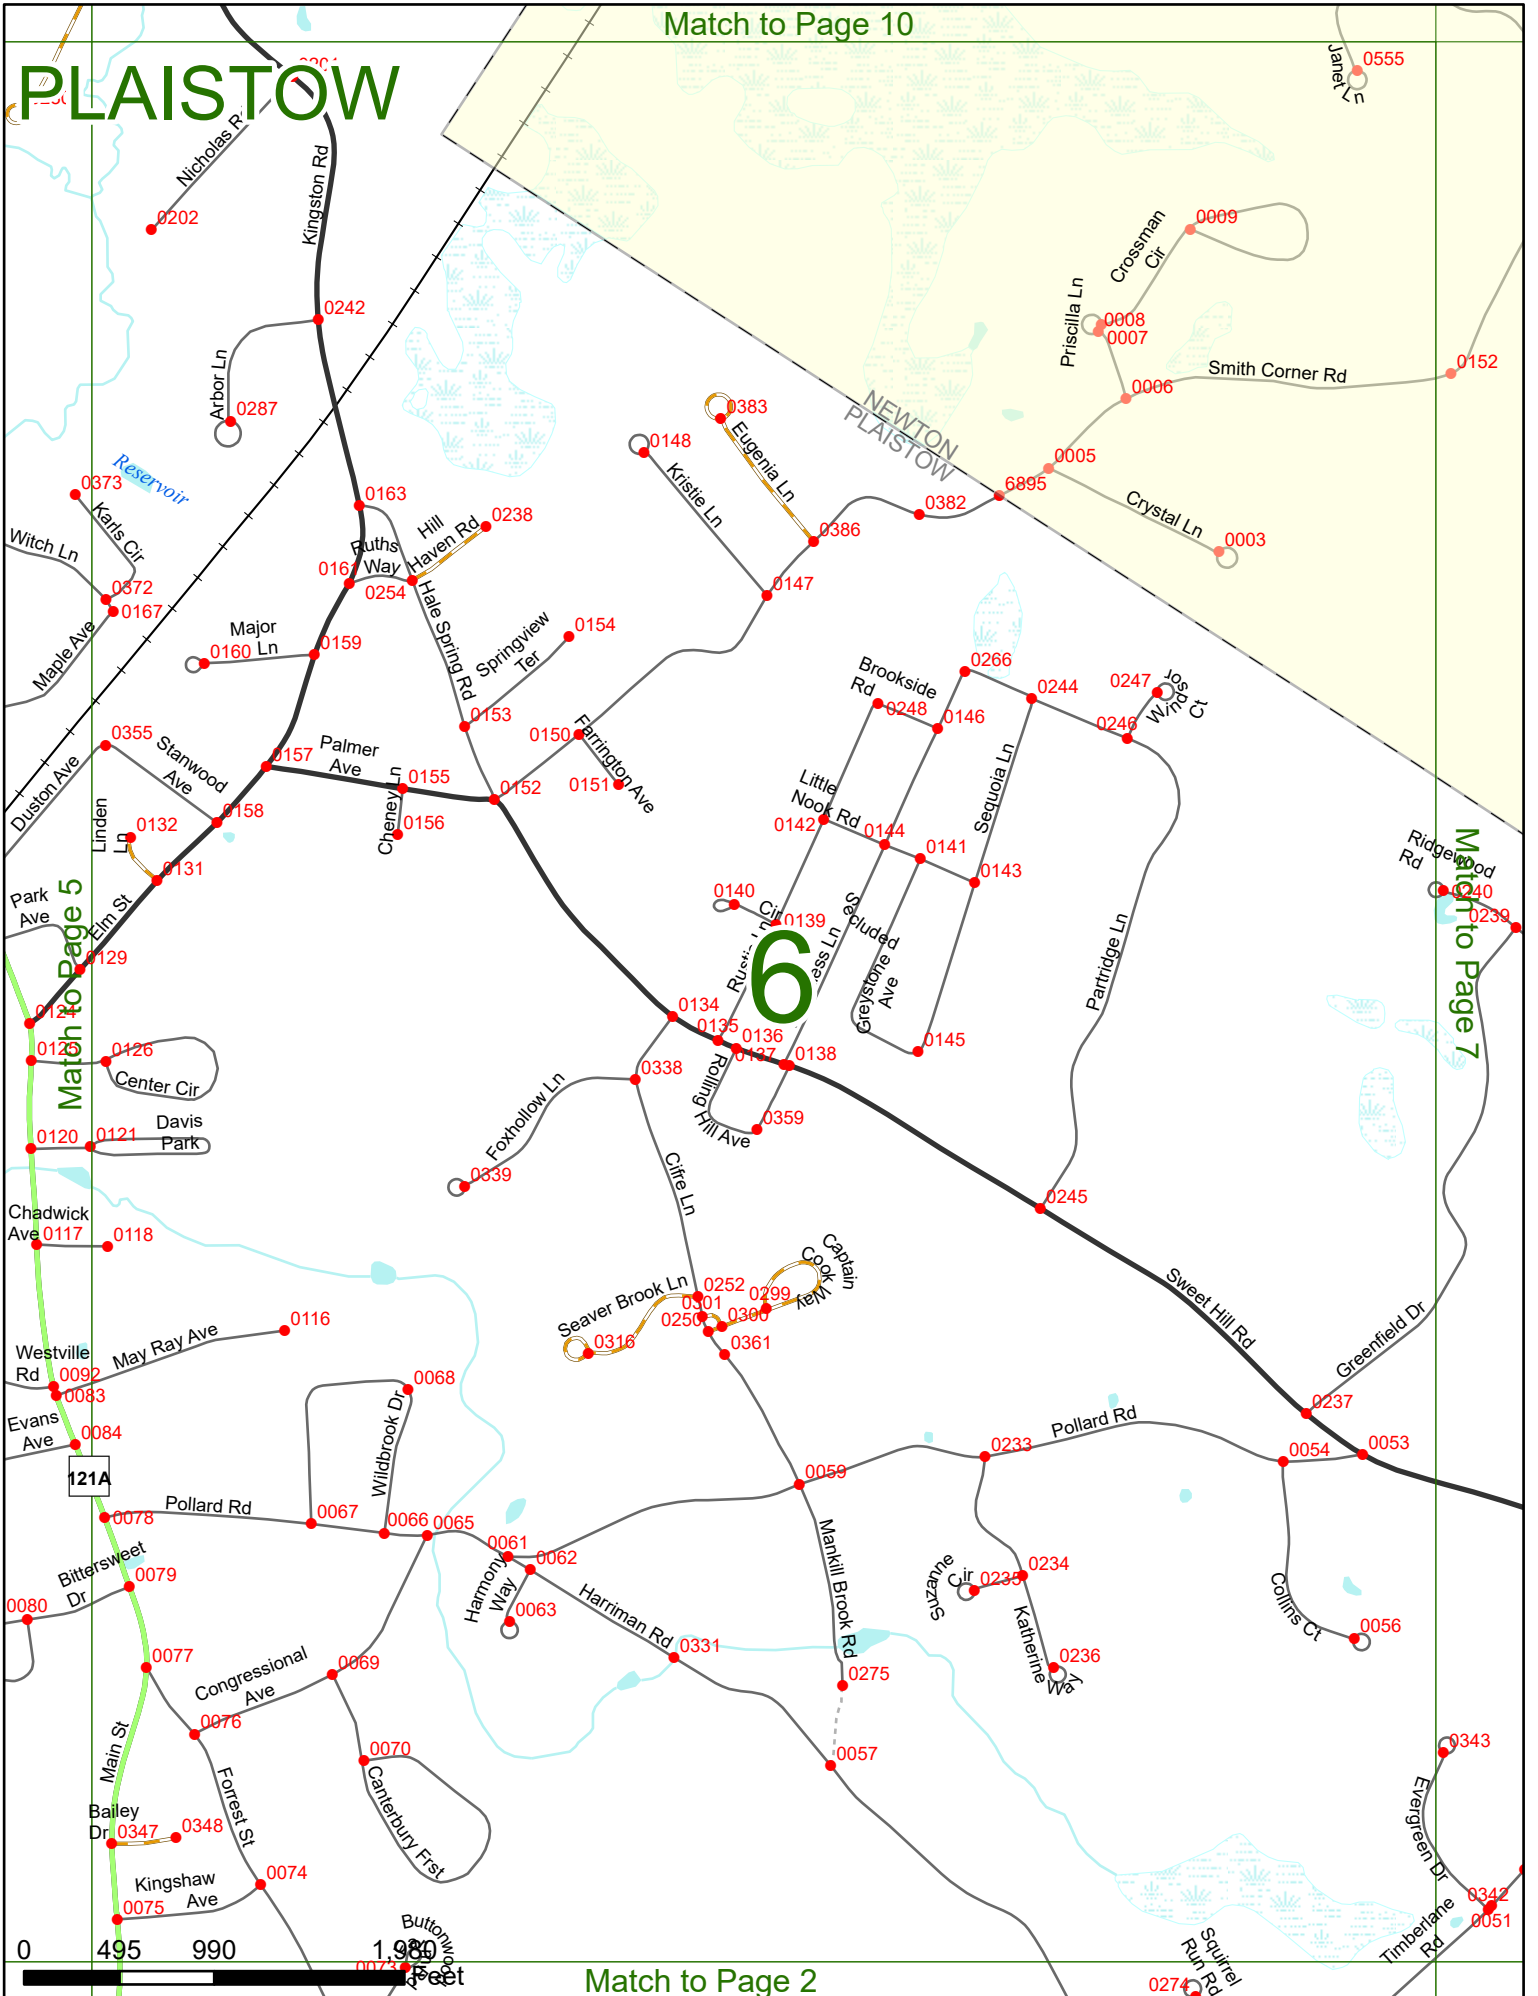 Match to Page 10
PLAISTOW
Janet Ln
0555
Nicholas
0202
Kingston Rd
0009
Crossman
Cir
Priscilla Ln
0008
0007
0242
Smith Corner Rd
0152
0006
Arbor Ln
0287
0383
Eugenia Ln
NEWTON
PLAISTOW
0148
Kristie Ln
0005
6895
Reservoir
0373
Karls Cir
0163
Hill
Haven Rd
0238
0382
Crystal Ln
0003
0386
Witch Ln
Ruths
Way
0161
0254
0372
0167
0147
Maple Ave
Major
Ln
0160
0159
Hale Spring Rd
Springview
Ter
0154
0266
Brookside
Rd
0248
0146
0244
0247
Wind
Ct
0246
0153
0355
Stanwood
Ave
Duston Ave
0157
Palmer
Ave
0150
Farrington Ave
0151
0155
Cheney Ln
0152
0156
Little
Nook Rd
0142
Sequoia Ln
0158
Linden
Ln
0132
0131
0144
0141
0143
Ridgewood
Rd
0240
0239
Match to Page 7
Park
Ave
Match to Page 5
Elm St
0129
0140
Cir
0139
6
Secluded
ess Ln
Greystone
Ave
Partridge Ln
0124
0134
0135
0136
0137
0138
0145
0125
0126
Center Cir
0338
Rolling
Hill Ave
0359
Foxhollow Ln
0120
0121
Davis
Park
0339
Cifre Ln
0245
Chadwick
Ave
0117
0118
Captain
Cook
Way
Sweet Hill Rd
Seaver Brook Ln
0252
0301
0299
0300
0250
0316
0361
Greenfield Dr
0116
May Ray Ave
Westville
Rd
0092
0083
0068
Evans
Ave
0084
Wildbrook Dr
0237
Pollard Rd
0233
0054
0053
121A
0059
0078
Pollard Rd
0067
0066
0065
0061
0062
Mankill Brook Rd
Bittersweet
Dr
0079
0080
Harmony
Way
0063
Harriman Rd
Suzanne
Cir
0235
0234
Collins Ct
0056
0331
Katherine
Way
0236
0077
Congressional
Ave
0069
0275
0076
Main St
0070
Canterbury Frst
0057
0343
Forrest St
Evergreen Dr
Bailey
Dr
0347
0348
Kingshaw
Ave
0074
0075
0342
0051
Timberlane
Rd
Squirrel
Run Rd
0274
0073
0
495
990
1,980
Feet
Match to Page 2